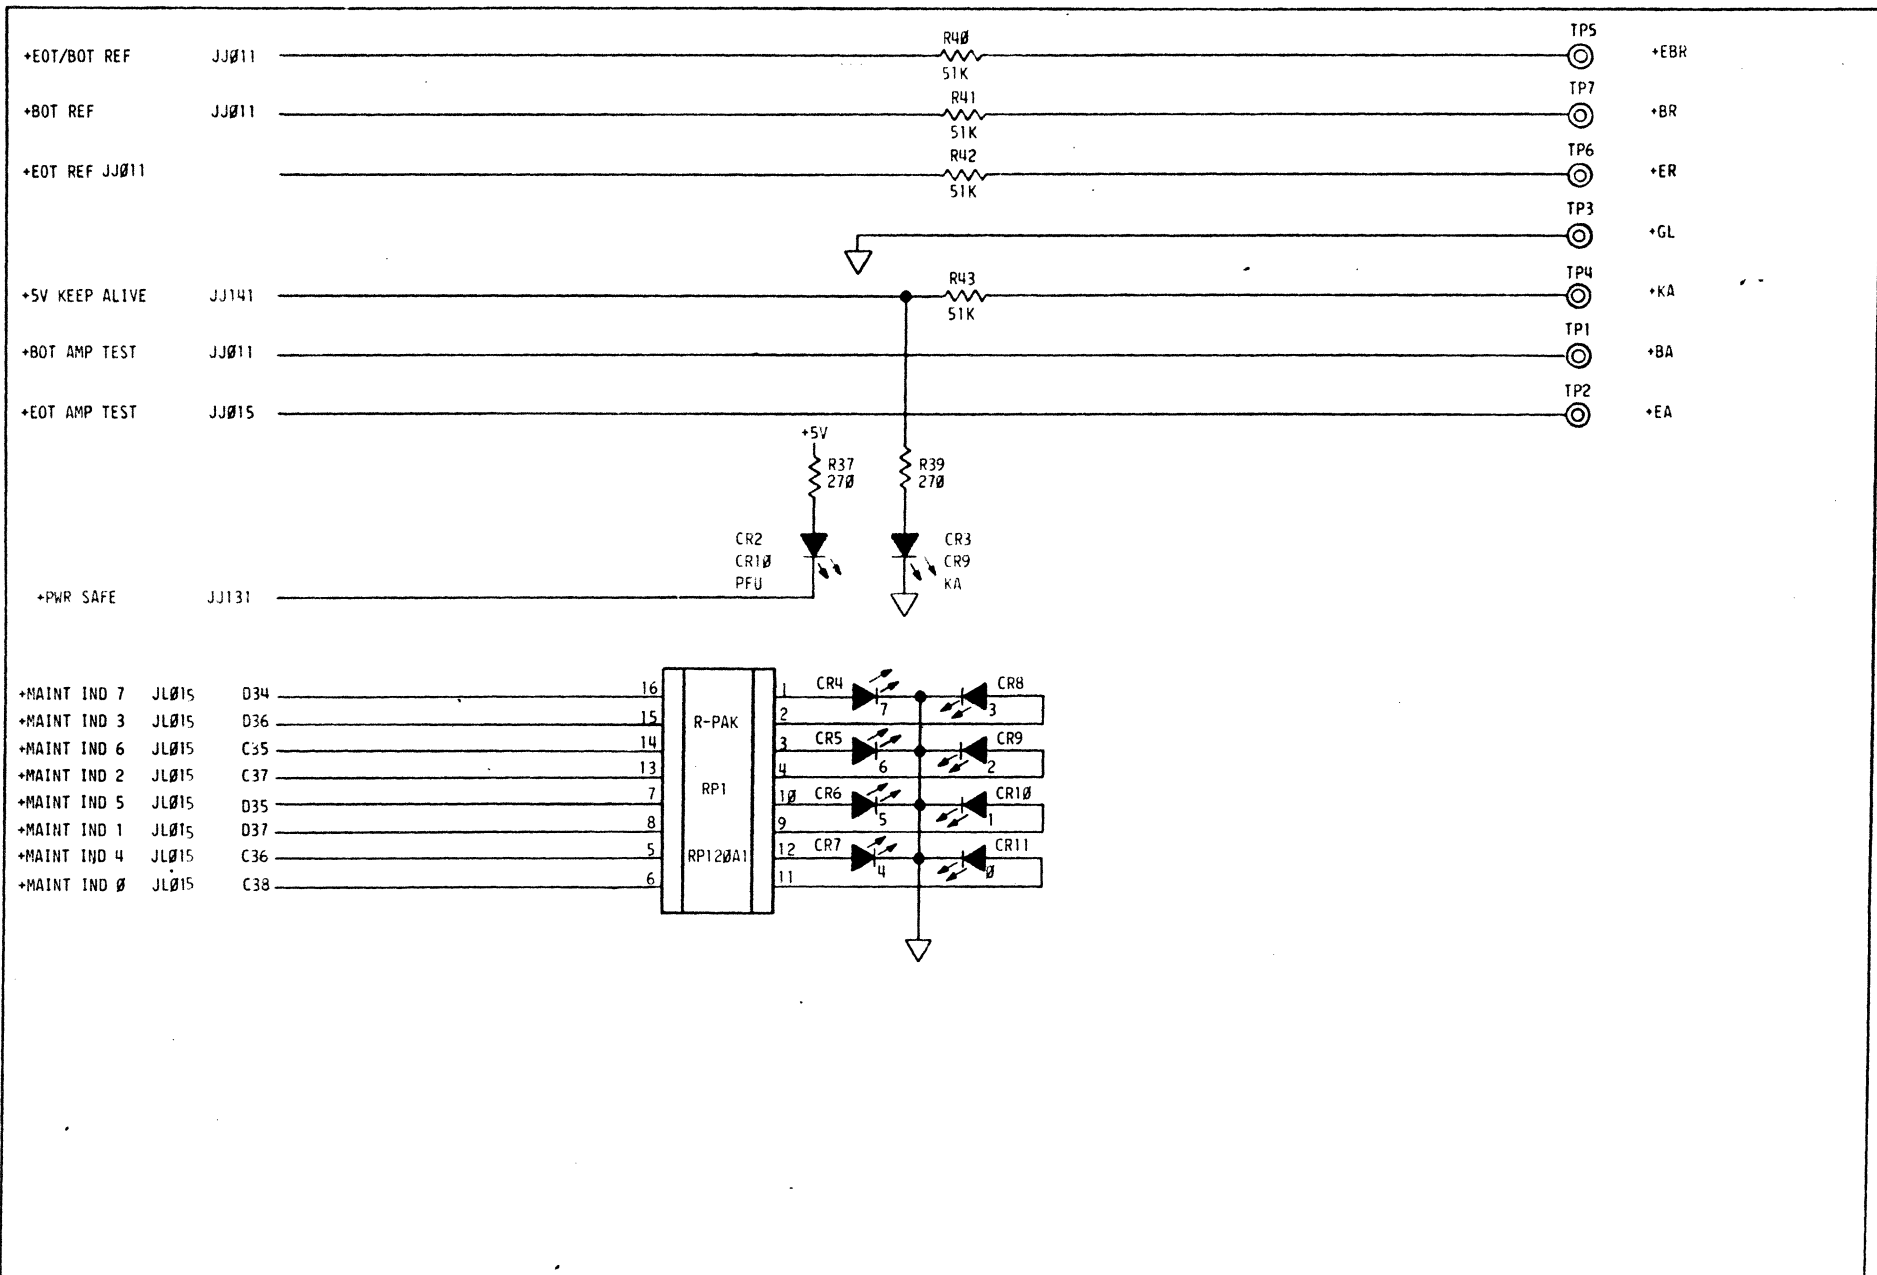 +EOT/BOT REF JJØ11 R4Ø 51K TP5 +EBR
+BOT REF JJØ11 R41 51K TP7 +BR
+EOT REF JJØ11 R42 51K TP6 +ER
TP3 +GL
+5V KEEP ALIVE JJ141 R43 51K TP4 +KA
+BOT AMP TEST JJØ11 TP1 +BA
+EOT AMP TEST JJØ15 TP2 +EA
+5V
R37 R39
27Ø 27Ø
CR2 CR3
CR1Ø CR9
PFU KA
+PWR SAFE JJ131
+MAINT IND 7 JLØ15 D34 16 1 CR4 7 CR8 3
+MAINT IND 3 JLØ15 D36 15 R-PAK 2
+MAINT IND 6 JLØ15 C35 14 3 CR5 6 CR9 2
+MAINT IND 2 JLØ15 C37 13 RP1 4
+MAINT IND 5 JLØ15 D35 7 1Ø CR6 5 CR1Ø 1
+MAINT IND 1 JLØ15 D37 8 9
+MAINT IND 4 JLØ15 C36 5 RP12ØA1 12 CR7 4 CR11 Ø
+MAINT IND Ø JLØ15 C38 6 11